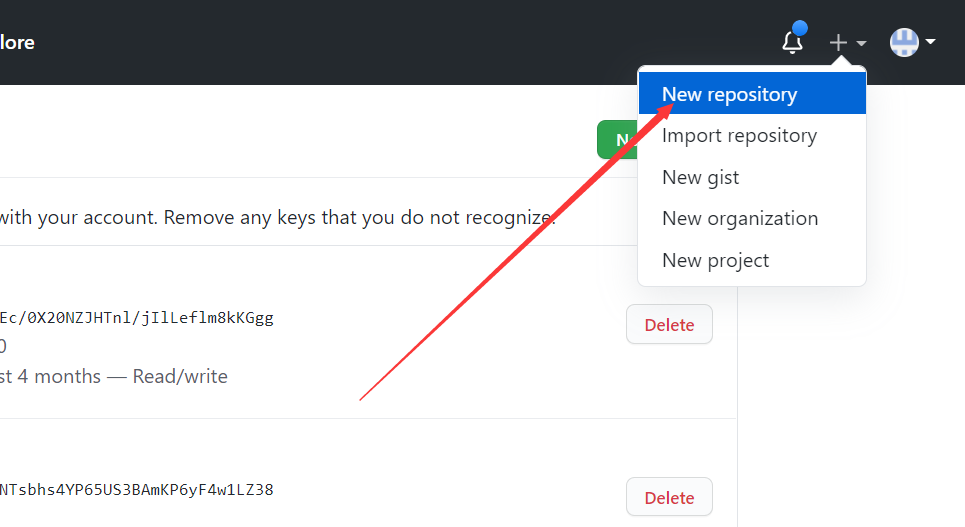 lore
New repository
N
Import repository
New gist
with your account. Remove any keys that you do not recognize.
New organization
New project
Ec/0X20NZJHTnl/jIlLeflm8kKGgg
Delete
0
st 4 months — Read/write
NTsbhs4YP65US3BAmKP6yF4w1LZ38
Delete